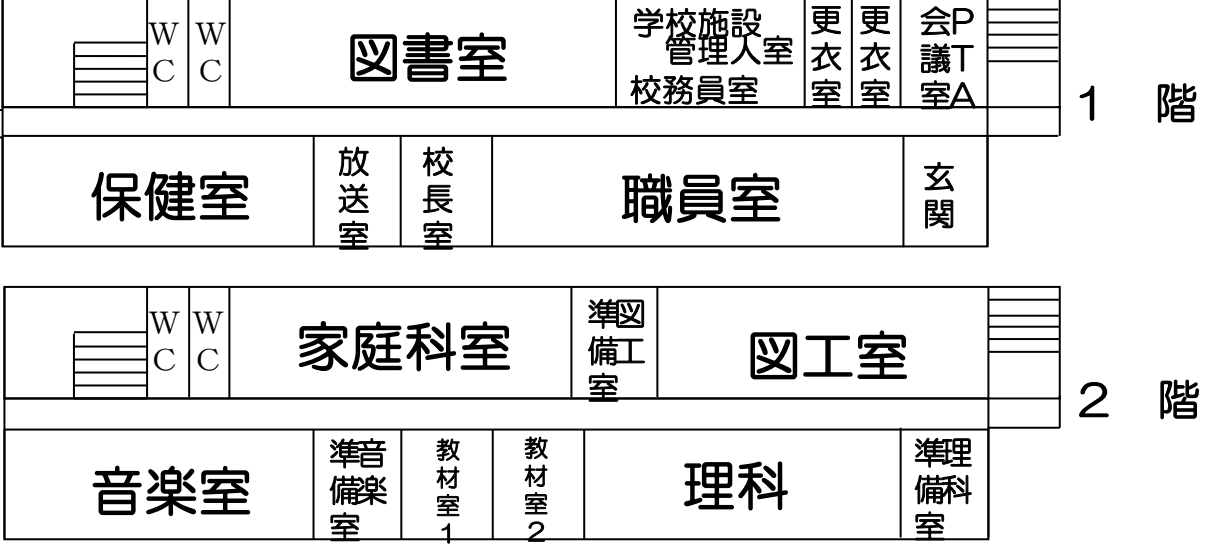 WC
WC
図書室
学校施設
管理人室
校務員室
更衣室
更衣室
PTA
会議室
1 階
保健室
放送室
校長室
職員室
玄関
WC
WC
家庭科室
図工
準備室
図工室
2 階
音楽室
音楽
準備室
教材室1
教材室2
理科
理科
準備室